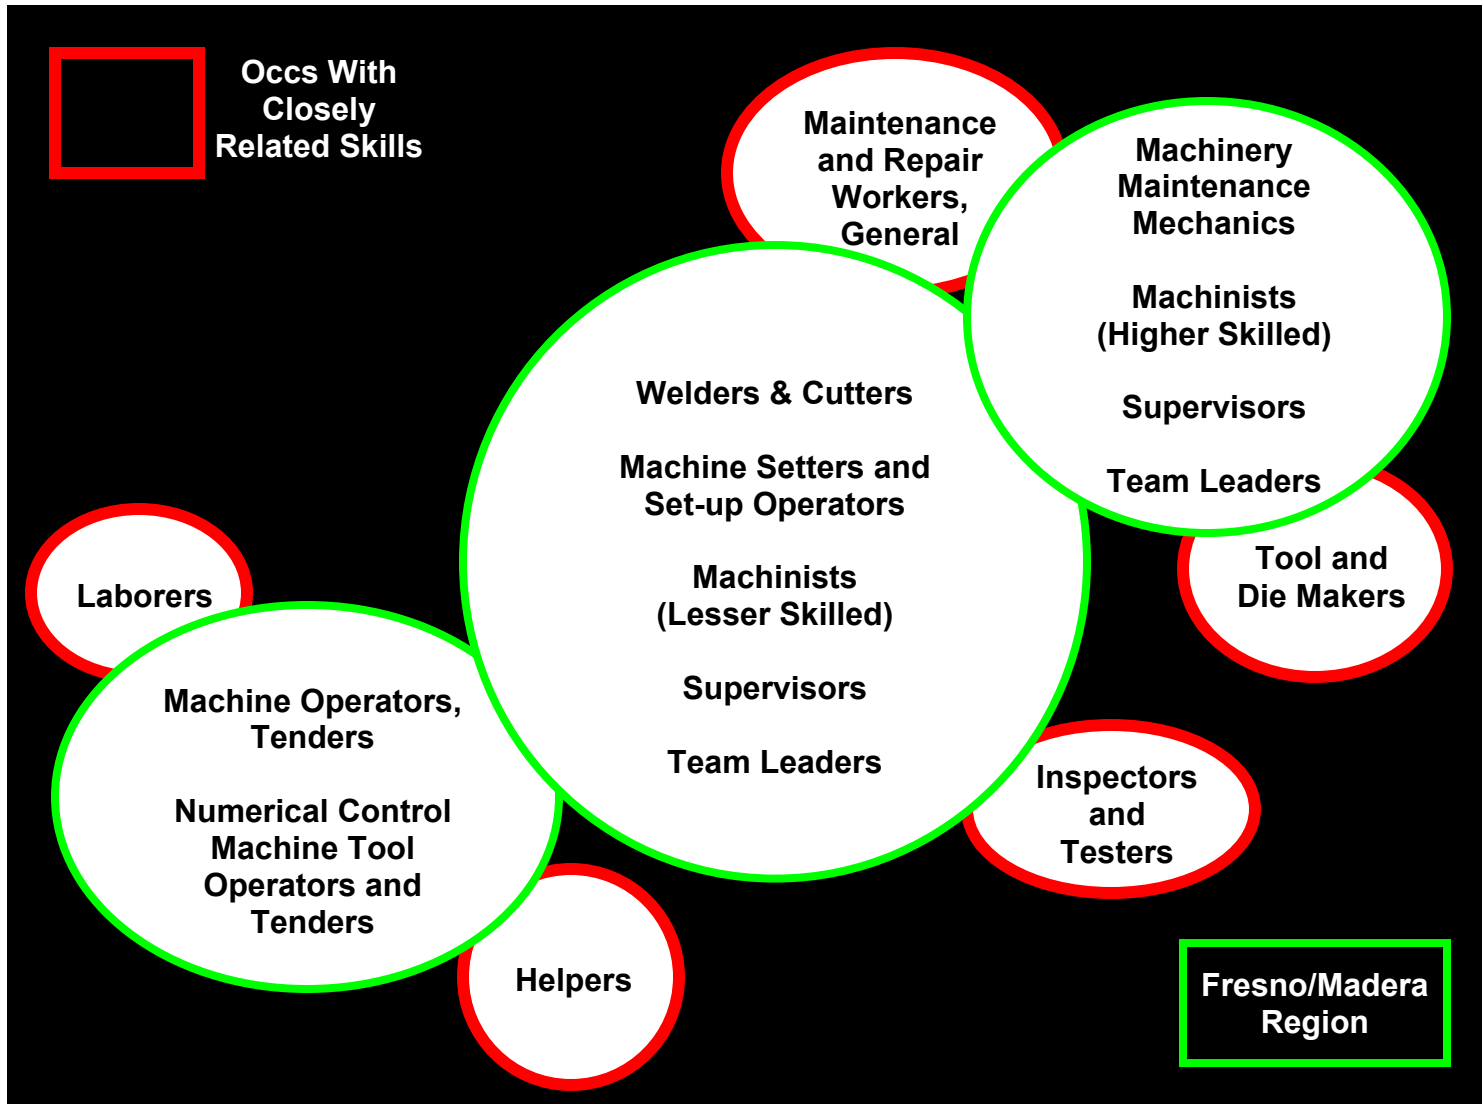 Occs With
Closely
Related Skills
Maintenance
and Repair
Workers,
General
Machinery
Maintenance
Mechanics
Machinists
(Higher Skilled)
Supervisors
Team Leaders
Welders & Cutters
Machine Setters and
Set-up Operators
Machinists
(Lesser Skilled)
Supervisors
Team Leaders
Tool and
Die Makers
Laborers
Machine Operators,
Tenders
Numerical Control
Machine Tool
Operators and
Tenders
Inspectors
and
Testers
Helpers
Fresno/Madera
Region